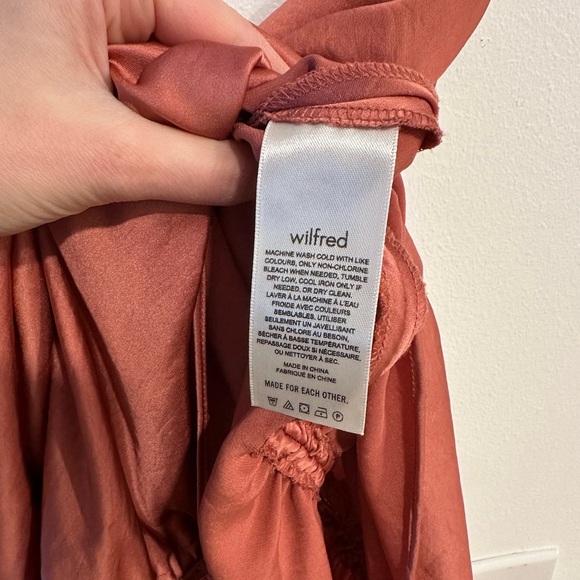 wilfred
MACHINE WASH COLD WITH LIKE
COLOURS, ONLY NON-CHLORINE
BLEACH WHEN NEEDED, TUMBLE
DRY LOW, COOL IRON ONLY IF
NEEDED, OR DRY CLEAN.
LAVER À LA MACHINE À L'EAU
FROIDE AVEC COULEURS
SEMBLABLES. UTILISER
SEULEMENT UN JAVELLISANT
SANS CHLORE AU BESOIN,
SÉCHER À BASSE TEMPÉRATURE,
REPASSAGE DOUX SI NÉCESSAIRE,
OU NETTOYER À SEC.
MADE IN CHINA
FABRIQUÉ EN CHINE
MADE FOR EACH OTHER.
P